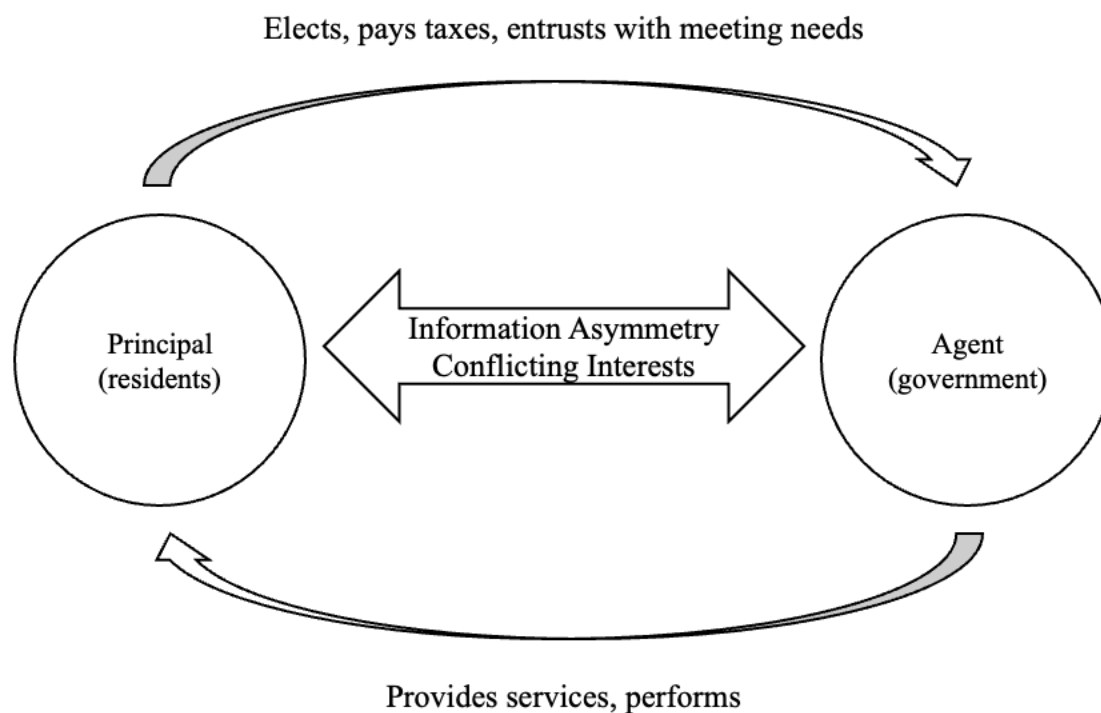 Elects, pays taxes, entrusts with meeting needs
Principal
(residents)
Information Asymmetry
Conflicting Interests
Agent
(government)
Provides services, performs